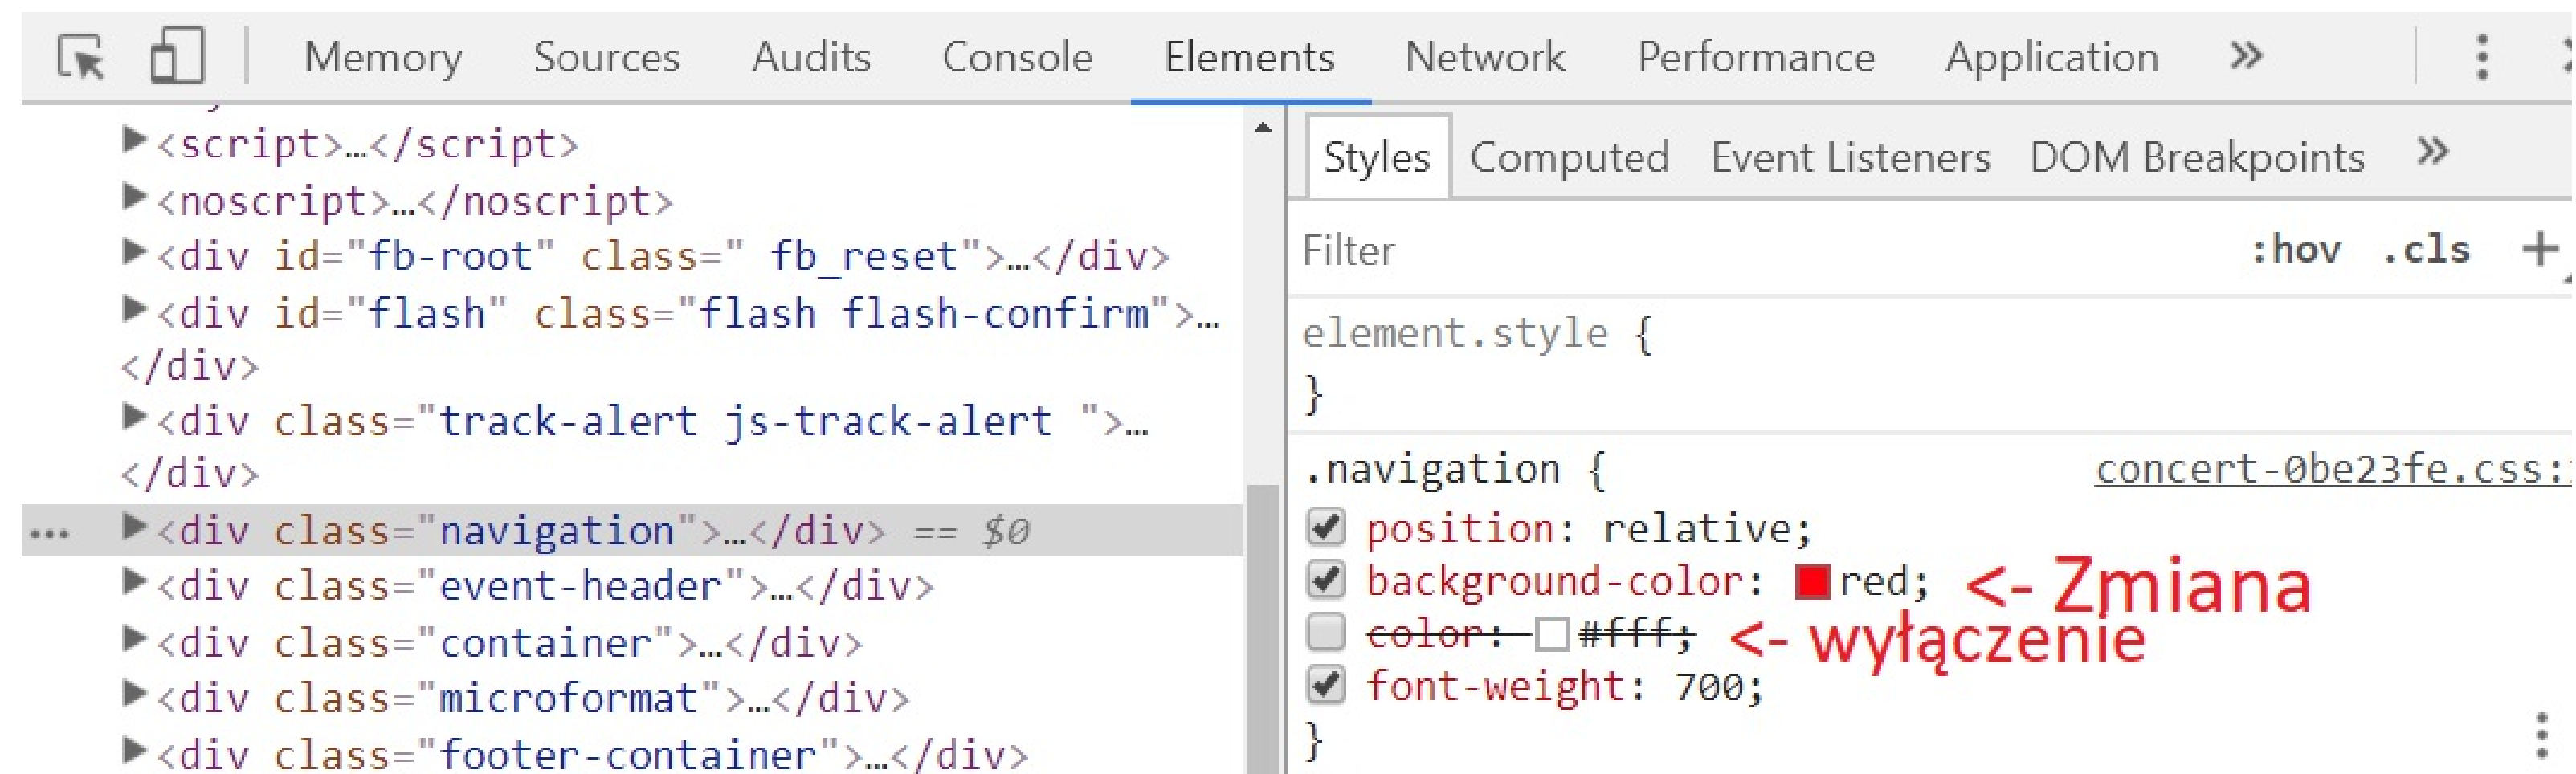 Memory Sources Audits Console Elements Network Performance Application »
<script>…</script>
<noscript>…</noscript>
<div id="fb-root" class=" fb_reset">…</div>
<div id="flash" class="flash flash-confirm">…
</div>
<div class="track-alert js-track-alert ">…
</div>
<div class="navigation">…</div> == $0
<div class="event-header">…</div>
<div class="container">…</div>
<div class="microformat">…</div>
<div class="footer-container">…</div>
Styles Computed Event Listeners DOM Breakpoints »
Filter :hov .cls +
element.style {
}
.navigation { concert-0be23fe.css:
position: relative;
background-color: red; <- Zmiana
color: #fff; <- wyłączenie
font-weight: 700;
}